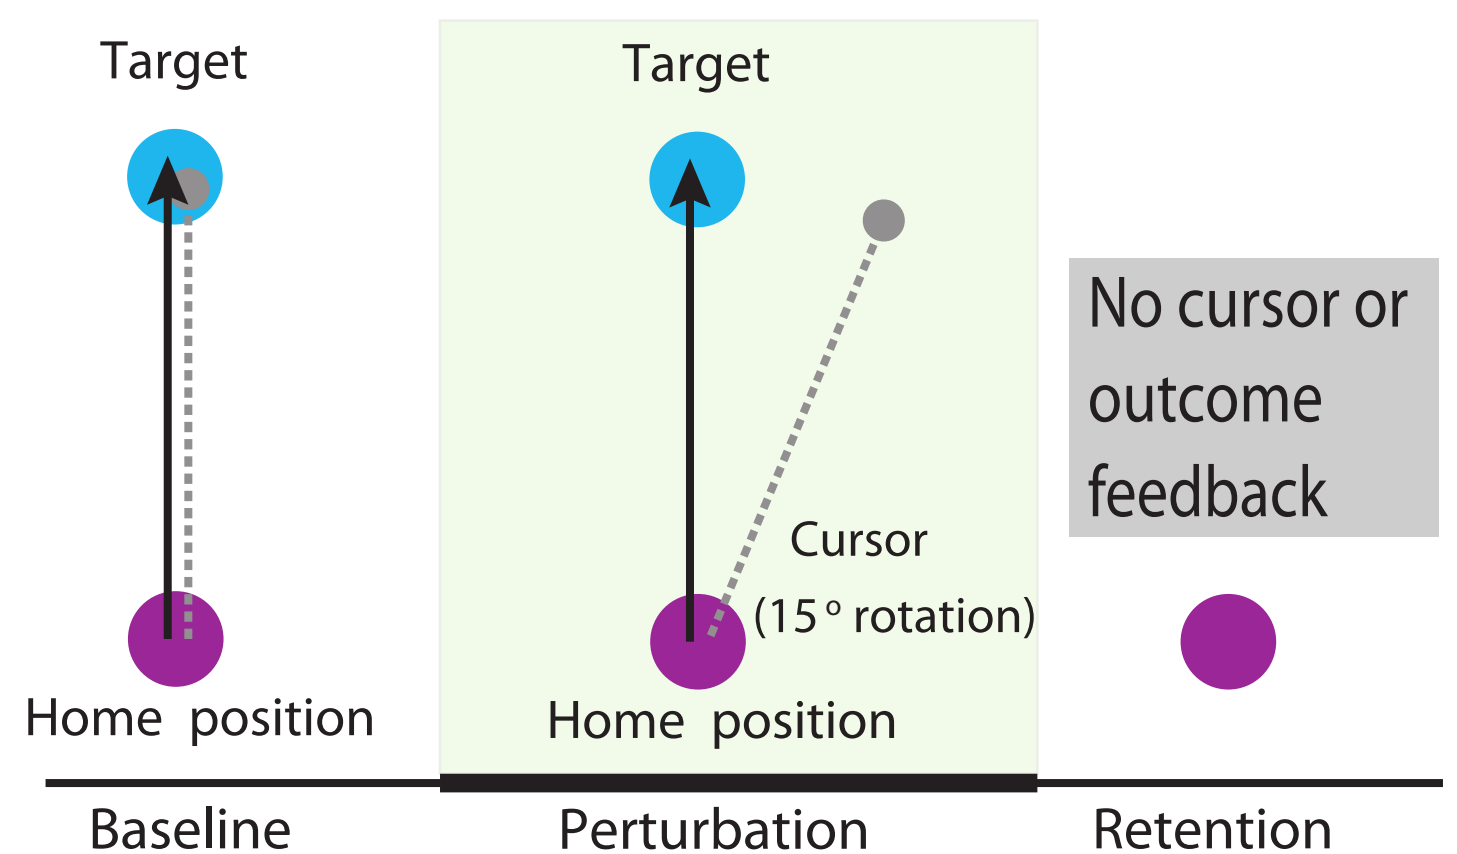 Target
Home position
Baseline
Target
Cursor
(15° rotation)
Home position
Perturbation
No cursor or
outcome
feedback
Retention